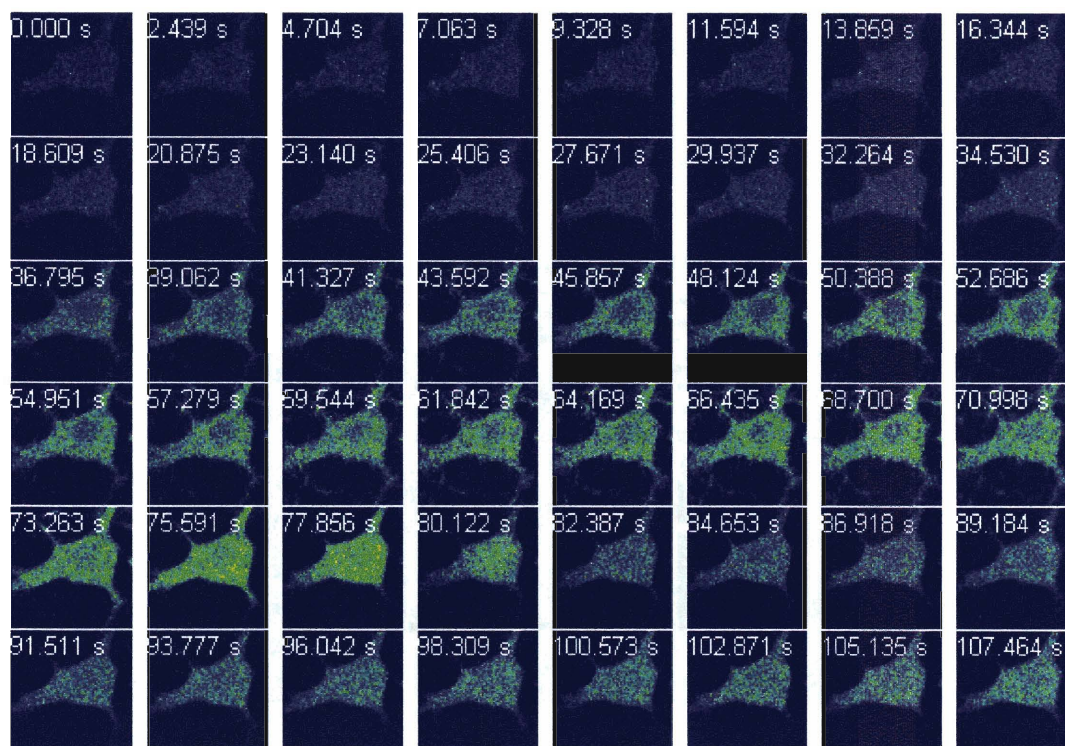 0.000 s 2.439 s 4.704 s 7.063 s 9.328 s 11.594 s 13.859 s 16.344 s
18.609 s 20.875 s 23.140 s 25.406 s 27.671 s 29.937 s 32.264 s 34.530 s
36.795 s 39.062 s 41.327 s 43.592 s 45.857 s 48.124 s 50.388 s 52.686 s
54.951 s 57.279 s 59.544 s 61.842 s 64.169 s 66.435 s 68.700 s 70.998 s
73.263 s 75.591 s 77.856 s 80.122 s 82.387 s 84.653 s 86.918 s 89.184 s
91.511 s 93.777 s 96.042 s 98.309 s 100.573 s 102.871 s 105.135 s 107.464 s